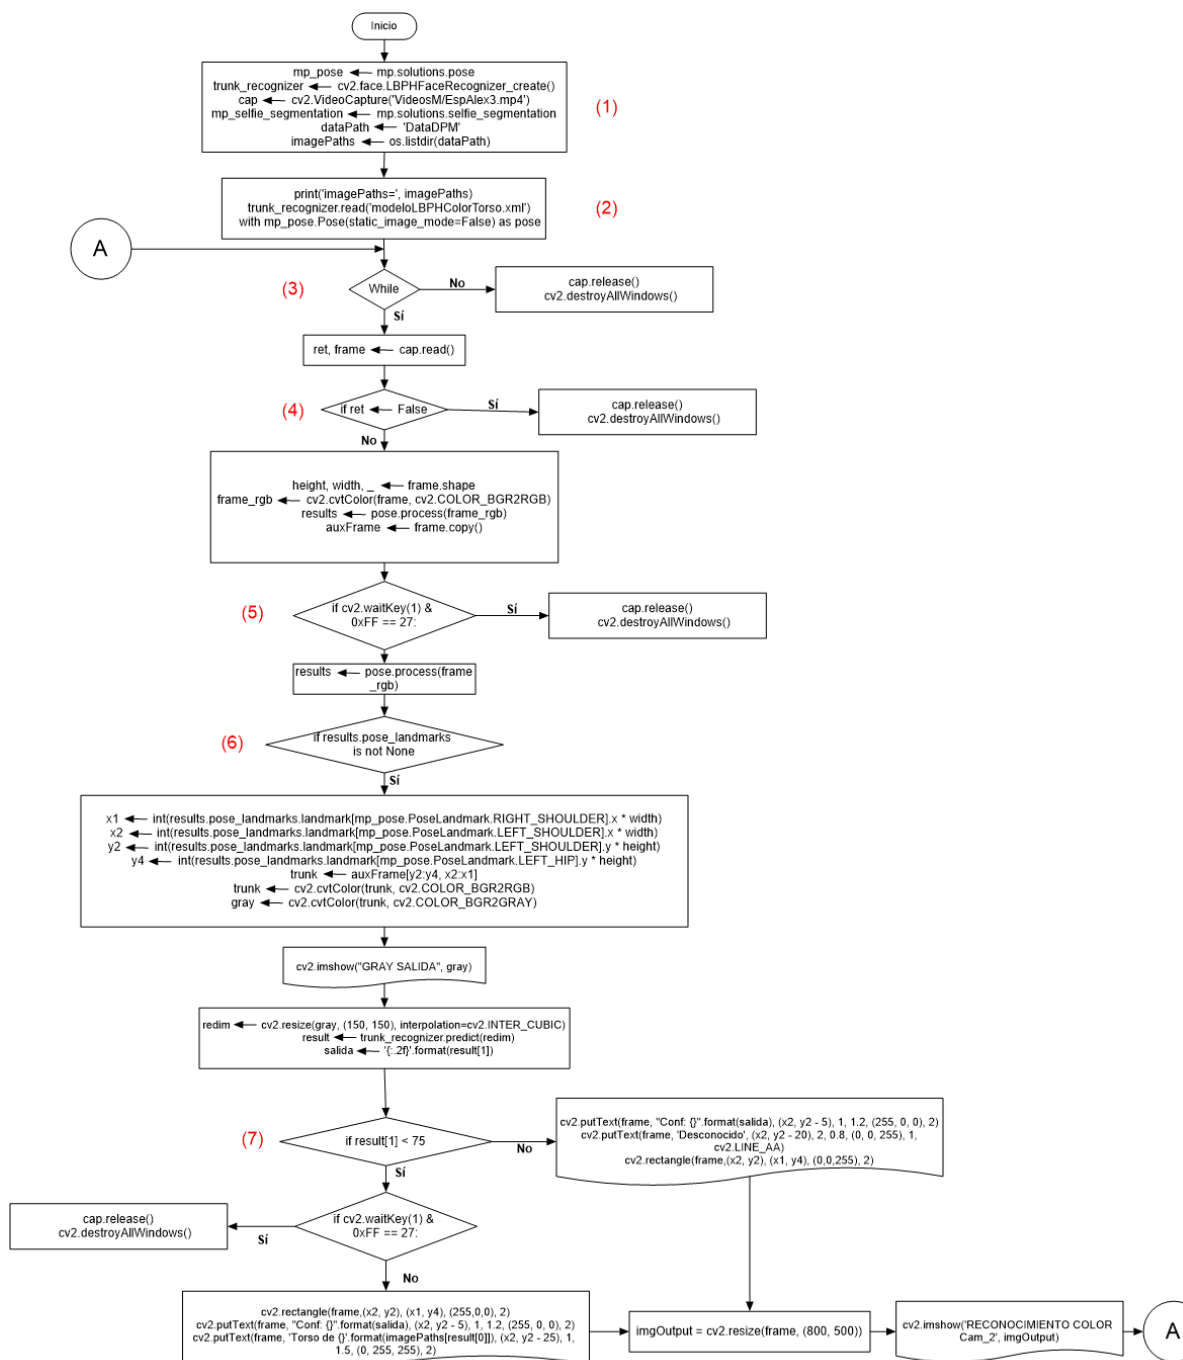 Inicio
mp_pose ← mp.solutions.pose
trunk_recognizer ← cv2.face.LBPHFaceRecognizer_create()
cap ← cv2.VideoCapture('VideosM/EspAlex3.mp4')
mp_selfie_segmentation ← mp.solutions.selfie_segmentation
dataPath ← 'DataDPM'
imagePaths ← os.listdir(dataPath)
(1)
print('imagePaths=', imagePaths)
trunk_recognizer.read('modeloLBPHColorTorso.xml')
with mp_pose.Pose(static_image_mode=False) as pose
(2)
A
(3)
While
No
cap.release()
cv2.destroyAllWindows()
Sí
ret, frame ← cap.read()
(4)
if ret ← False
Sí
cap.release()
cv2.destroyAllWindows()
No
height, width, _ ← frame.shape
frame_rgb ← cv2.cvtColor(frame, cv2.COLOR_BGR2RGB)
results ← pose.process(frame_rgb)
auxFrame ← frame.copy()
(5)
if cv2.waitKey(1) &
0xFF == 27:
Sí
cap.release()
cv2.destroyAllWindows()
results ← pose.process(frame
_rgb)
(6)
if results.pose_landmarks
is not None
Sí
x1 ← int(results.pose_landmarks.landmark[mp_pose.PoseLandmark.RIGHT_SHOULDER].x * width)
x2 ← int(results.pose_landmarks.landmark[mp_pose.PoseLandmark.LEFT_SHOULDER].x * width)
y2 ← int(results.pose_landmarks.landmark[mp_pose.PoseLandmark.LEFT_SHOULDER].y * height)
y4 ← int(results.pose_landmarks.landmark[mp_pose.PoseLandmark.LEFT_HIP].y * height)
trunk ← auxFrame[y2:y4, x2:x1]
trunk ← cv2.cvtColor(trunk, cv2.COLOR_BGR2RGB)
gray ← cv2.cvtColor(trunk, cv2.COLOR_BGR2GRAY)
cv2.imshow("GRAY SALIDA", gray)
redim ← cv2.resize(gray, (150, 150), interpolation=cv2.INTER_CUBIC)
result ← trunk_recognizer.predict(redim)
salida ← '{:.2f}'.format(result[1])
(7)
if result[1] < 75
No
cv2.putText(frame, "Conf: {}".format(salida), (x2, y2 - 5), 1, 1.2, (255, 0, 0), 2)
cv2.putText(frame, 'Desconocido', (x2, y2 - 20), 2, 0.8, (0, 0, 255), 1,
cv2.LINE_AA)
cv2.rectangle(frame,(x2, y2), (x1, y4), (0,0,255), 2)
Sí
if cv2.waitKey(1) &
0xFF == 27:
Sí
cap.release()
cv2.destroyAllWindows()
No
cv2.rectangle(frame,(x2, y2), (x1, y4), (255,0,0), 2)
cv2.putText(frame, "Conf: {}".format(salida), (x2, y2 - 5), 1, 1.2, (255, 0, 0), 2)
cv2.putText(frame, 'Torso de {}'.format(imagePaths[result[0]]), (x2, y2 - 25), 1,
1.5, (0, 255, 255), 2)
imgOutput = cv2.resize(frame, (800, 500))
cv2.imshow('RECONOCIMIENTO COLOR
Cam_2', imgOutput)
A